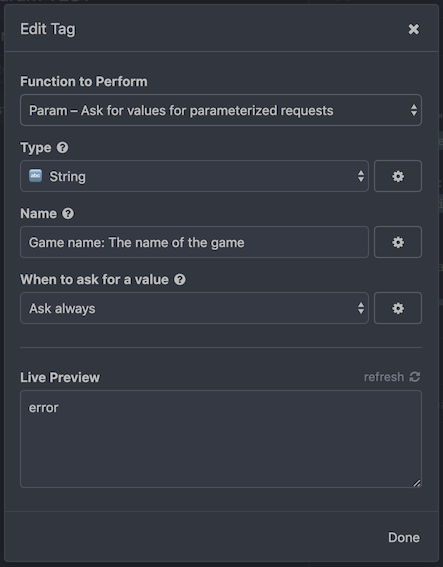 Edit Tag
Function to Perform
Param – Ask for values for parameterized requests
Type
abc String
Name
Game name: The name of the game
When to ask for a value
Ask always
Live Preview
refresh
error
Done